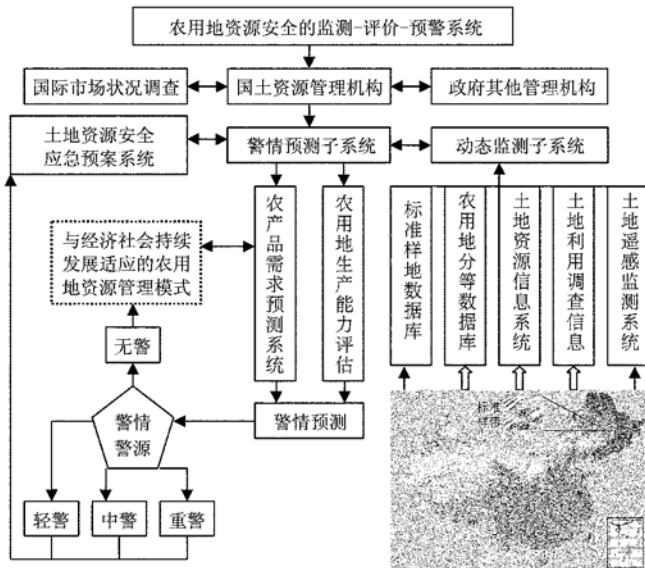 农用地资源安全的监测-评价-预警系统
国际市场状况调查
国土资源管理机构
政府其他管理机构
土地资源安全
应急预案系统
警情预测子系统
动态监测子系统
与经济社会持续
发展适应的农用
地资源管理模式
农产品需求预测系统
农用地生产能力评估
标准样地数据库
农用地分等数据库
土地资源信息系统
土地利用调查信息
土地遥感监测系统
无警
警情
警源
警情预测
标准
轻警
中警
重警